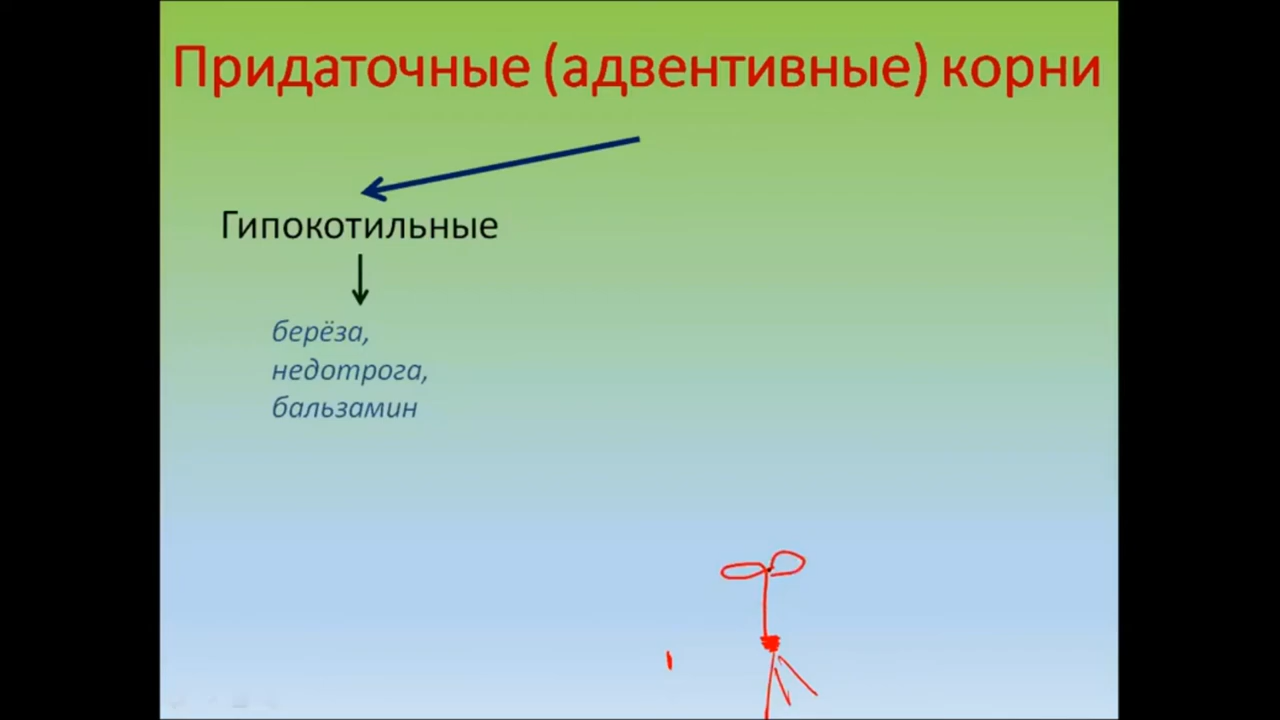 Придаточные (адвентивные) корни
Гипокотильные
берёза,
недотрога,
бальзамин